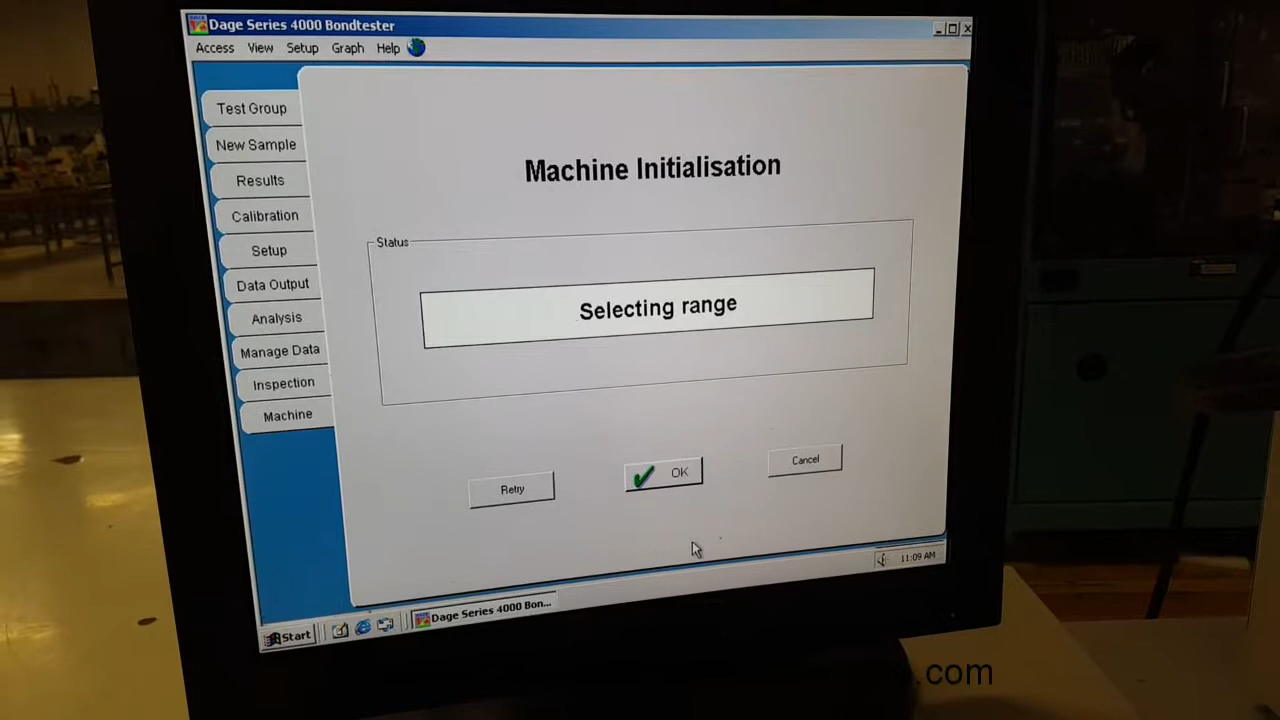 Dage Series 4000 Bondtester
Access View Setup Graph Help
Test Group
New Sample
Results
Calibration
Setup
Data Output
Analysis
Manage Data
Inspection
Machine
Machine Initialisation
Status
Selecting range
Retry
OK
Cancel
11:09 AM
Start
Dage Series 4000 Bon...
.com